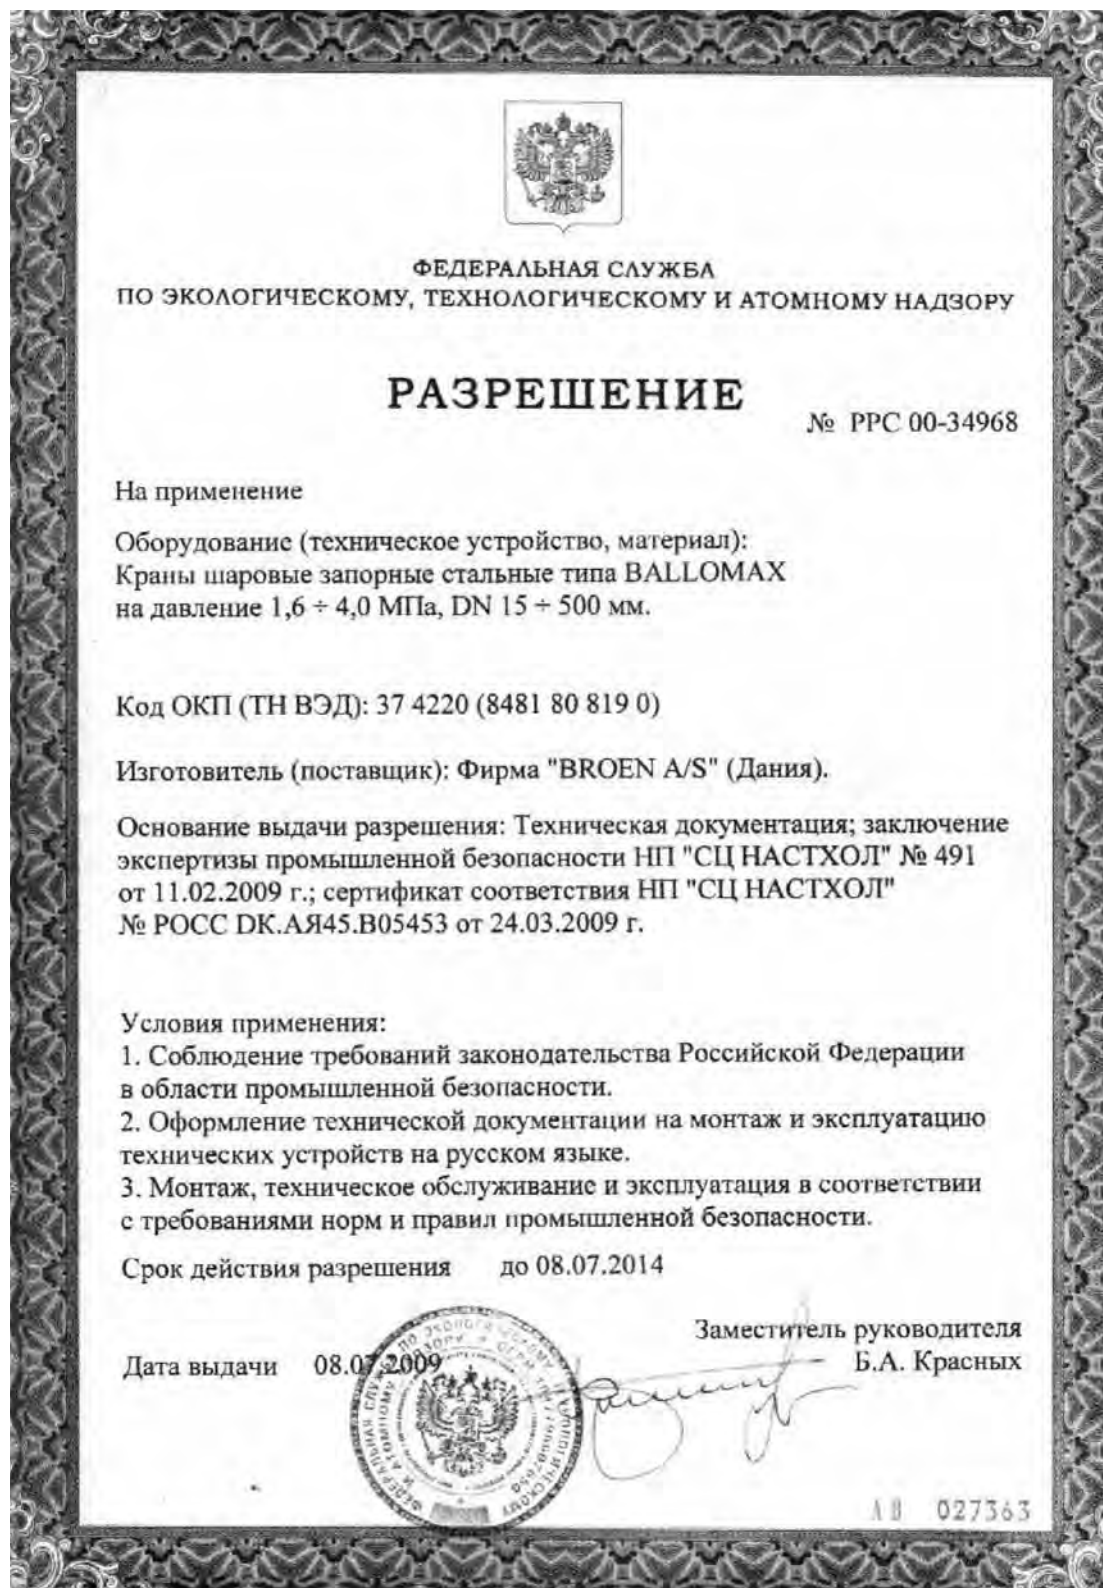 ФЕДЕРАЛЬНАЯ СЛУЖБА
ПО ЭКОЛОГИЧЕСКОМУ, ТЕХНОЛОГИЧЕСКОМУ И АТОМНОМУ НАДЗОРУ
РАЗРЕШЕНИЕ
№ РРС 00-34968
На применение
Оборудование (техническое устройство, материал):
Краны шаровые запорные стальные типа BALLOMAX
на давление 1,6 ÷ 4,0 МПа, DN 15 ÷ 500 мм.
Код ОКП (ТН ВЭД): 37 4220 (8481 80 819 0)
Изготовитель (поставщик): Фирма "BROEN A/S" (Дания).
Основание выдачи разрешения: Техническая документация; заключение
экспертизы промышленной безопасности НП "СЦ НАСТХОЛ" № 491
от 11.02.2009 г.; сертификат соответствия НП "СЦ НАСТХОЛ"
№ РОСС DK.АЯ45.В05453 от 24.03.2009 г.
Условия применения:
1. Соблюдение требований законодательства Российской Федерации
в области промышленной безопасности.
2. Оформление технической документации на монтаж и эксплуатацию
технических устройств на русском языке.
3. Монтаж, техническое обслуживание и эксплуатация в соответствии
с требованиями норм и правил промышленной безопасности.
Срок действия разрешения до 08.07.2014
Заместитель руководителя
Дата выдачи 08.07.2009 Б.А. Красных
ФЕДЕРАЛЬНАЯ СЛУЖБА ПО ЭКОЛОГИЧЕСКОМУ, ТЕХНОЛОГИЧЕСКОМУ
И АТОМНОМУ НАДЗОРУ
АВ 027363